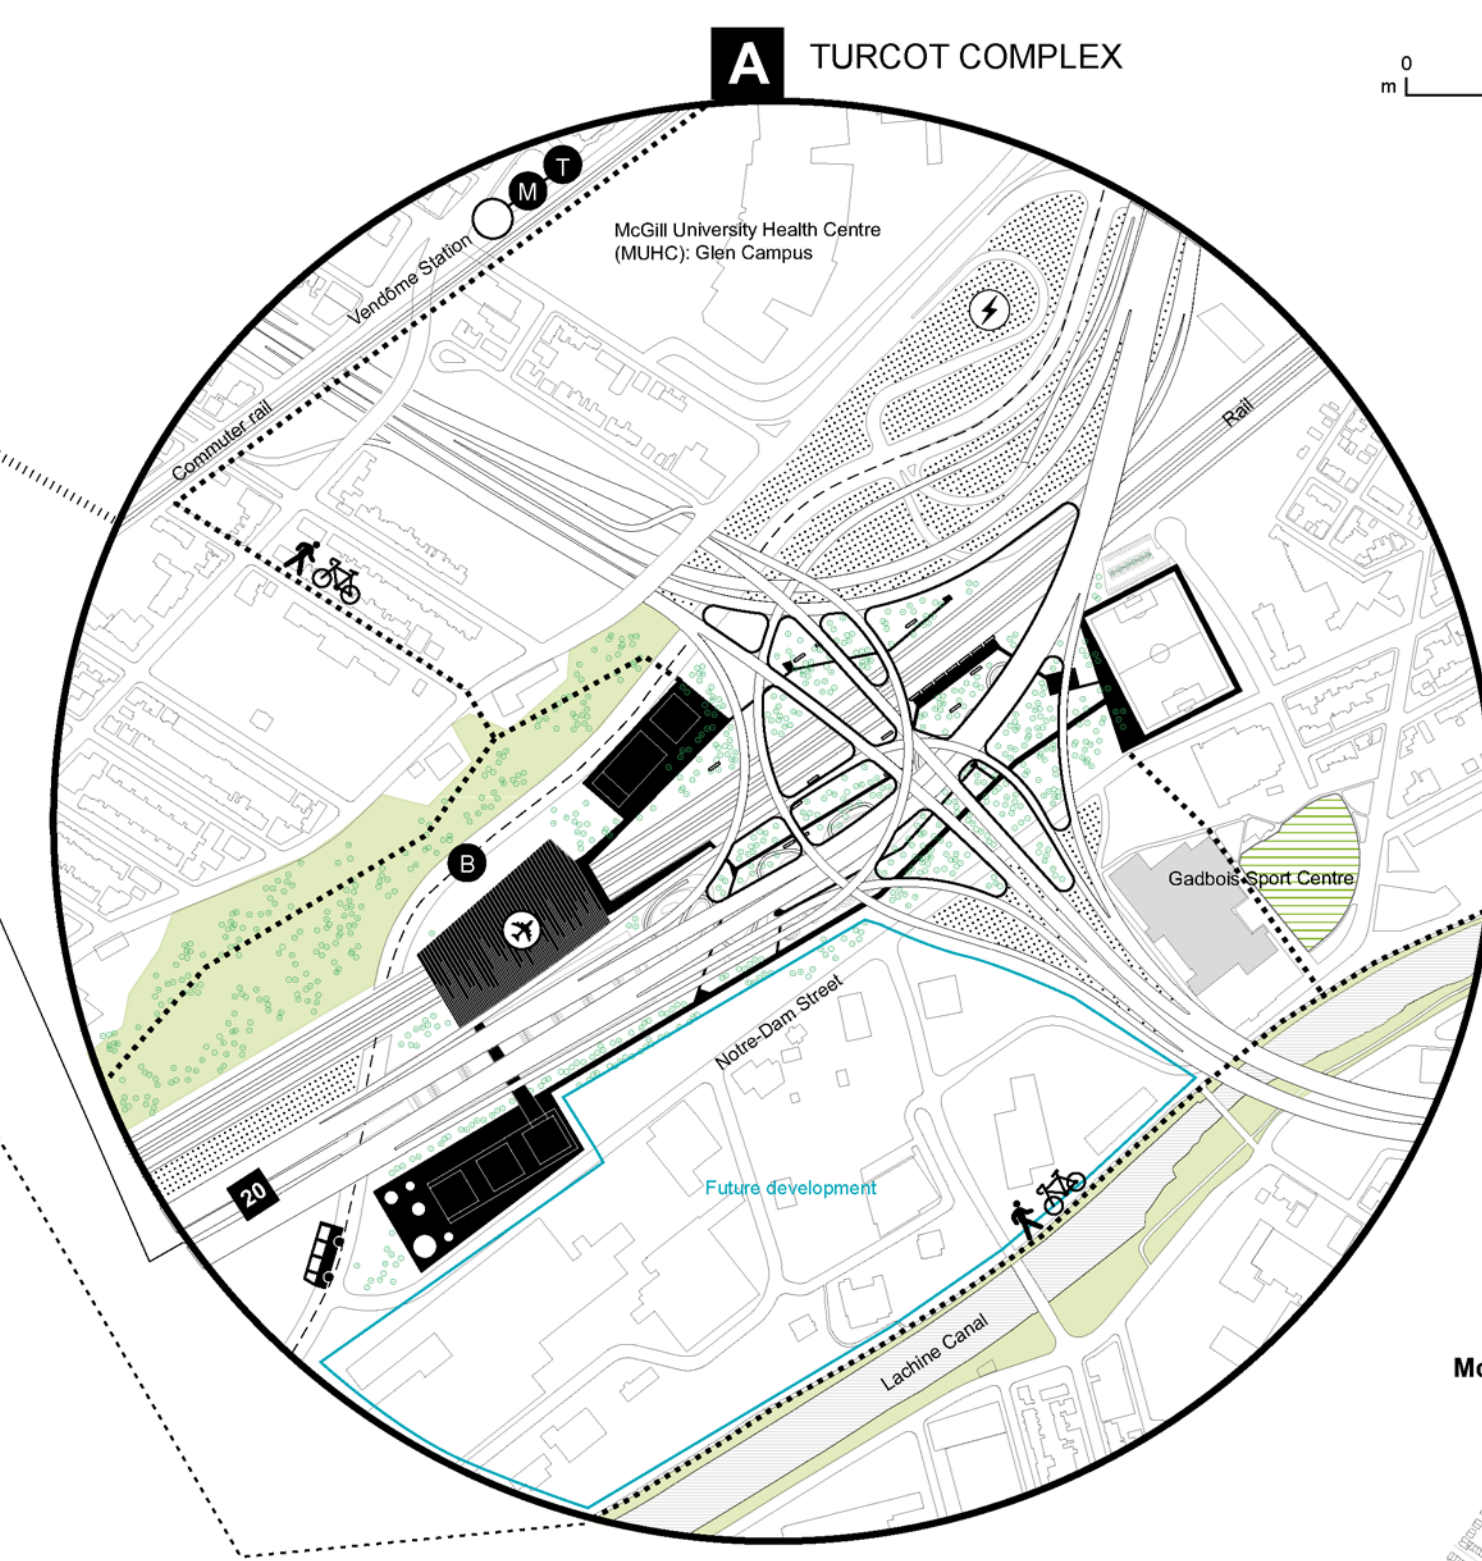 A
TURCOT COMPLEX
0
m
T
M
McGill University Health Centre
(MUHC): Glen Campus
Vendôme Station
Commuter rail
Rail
B
Gadbois Sport Centre
Notre-Dam Street
20
Future development
Lachine Canal